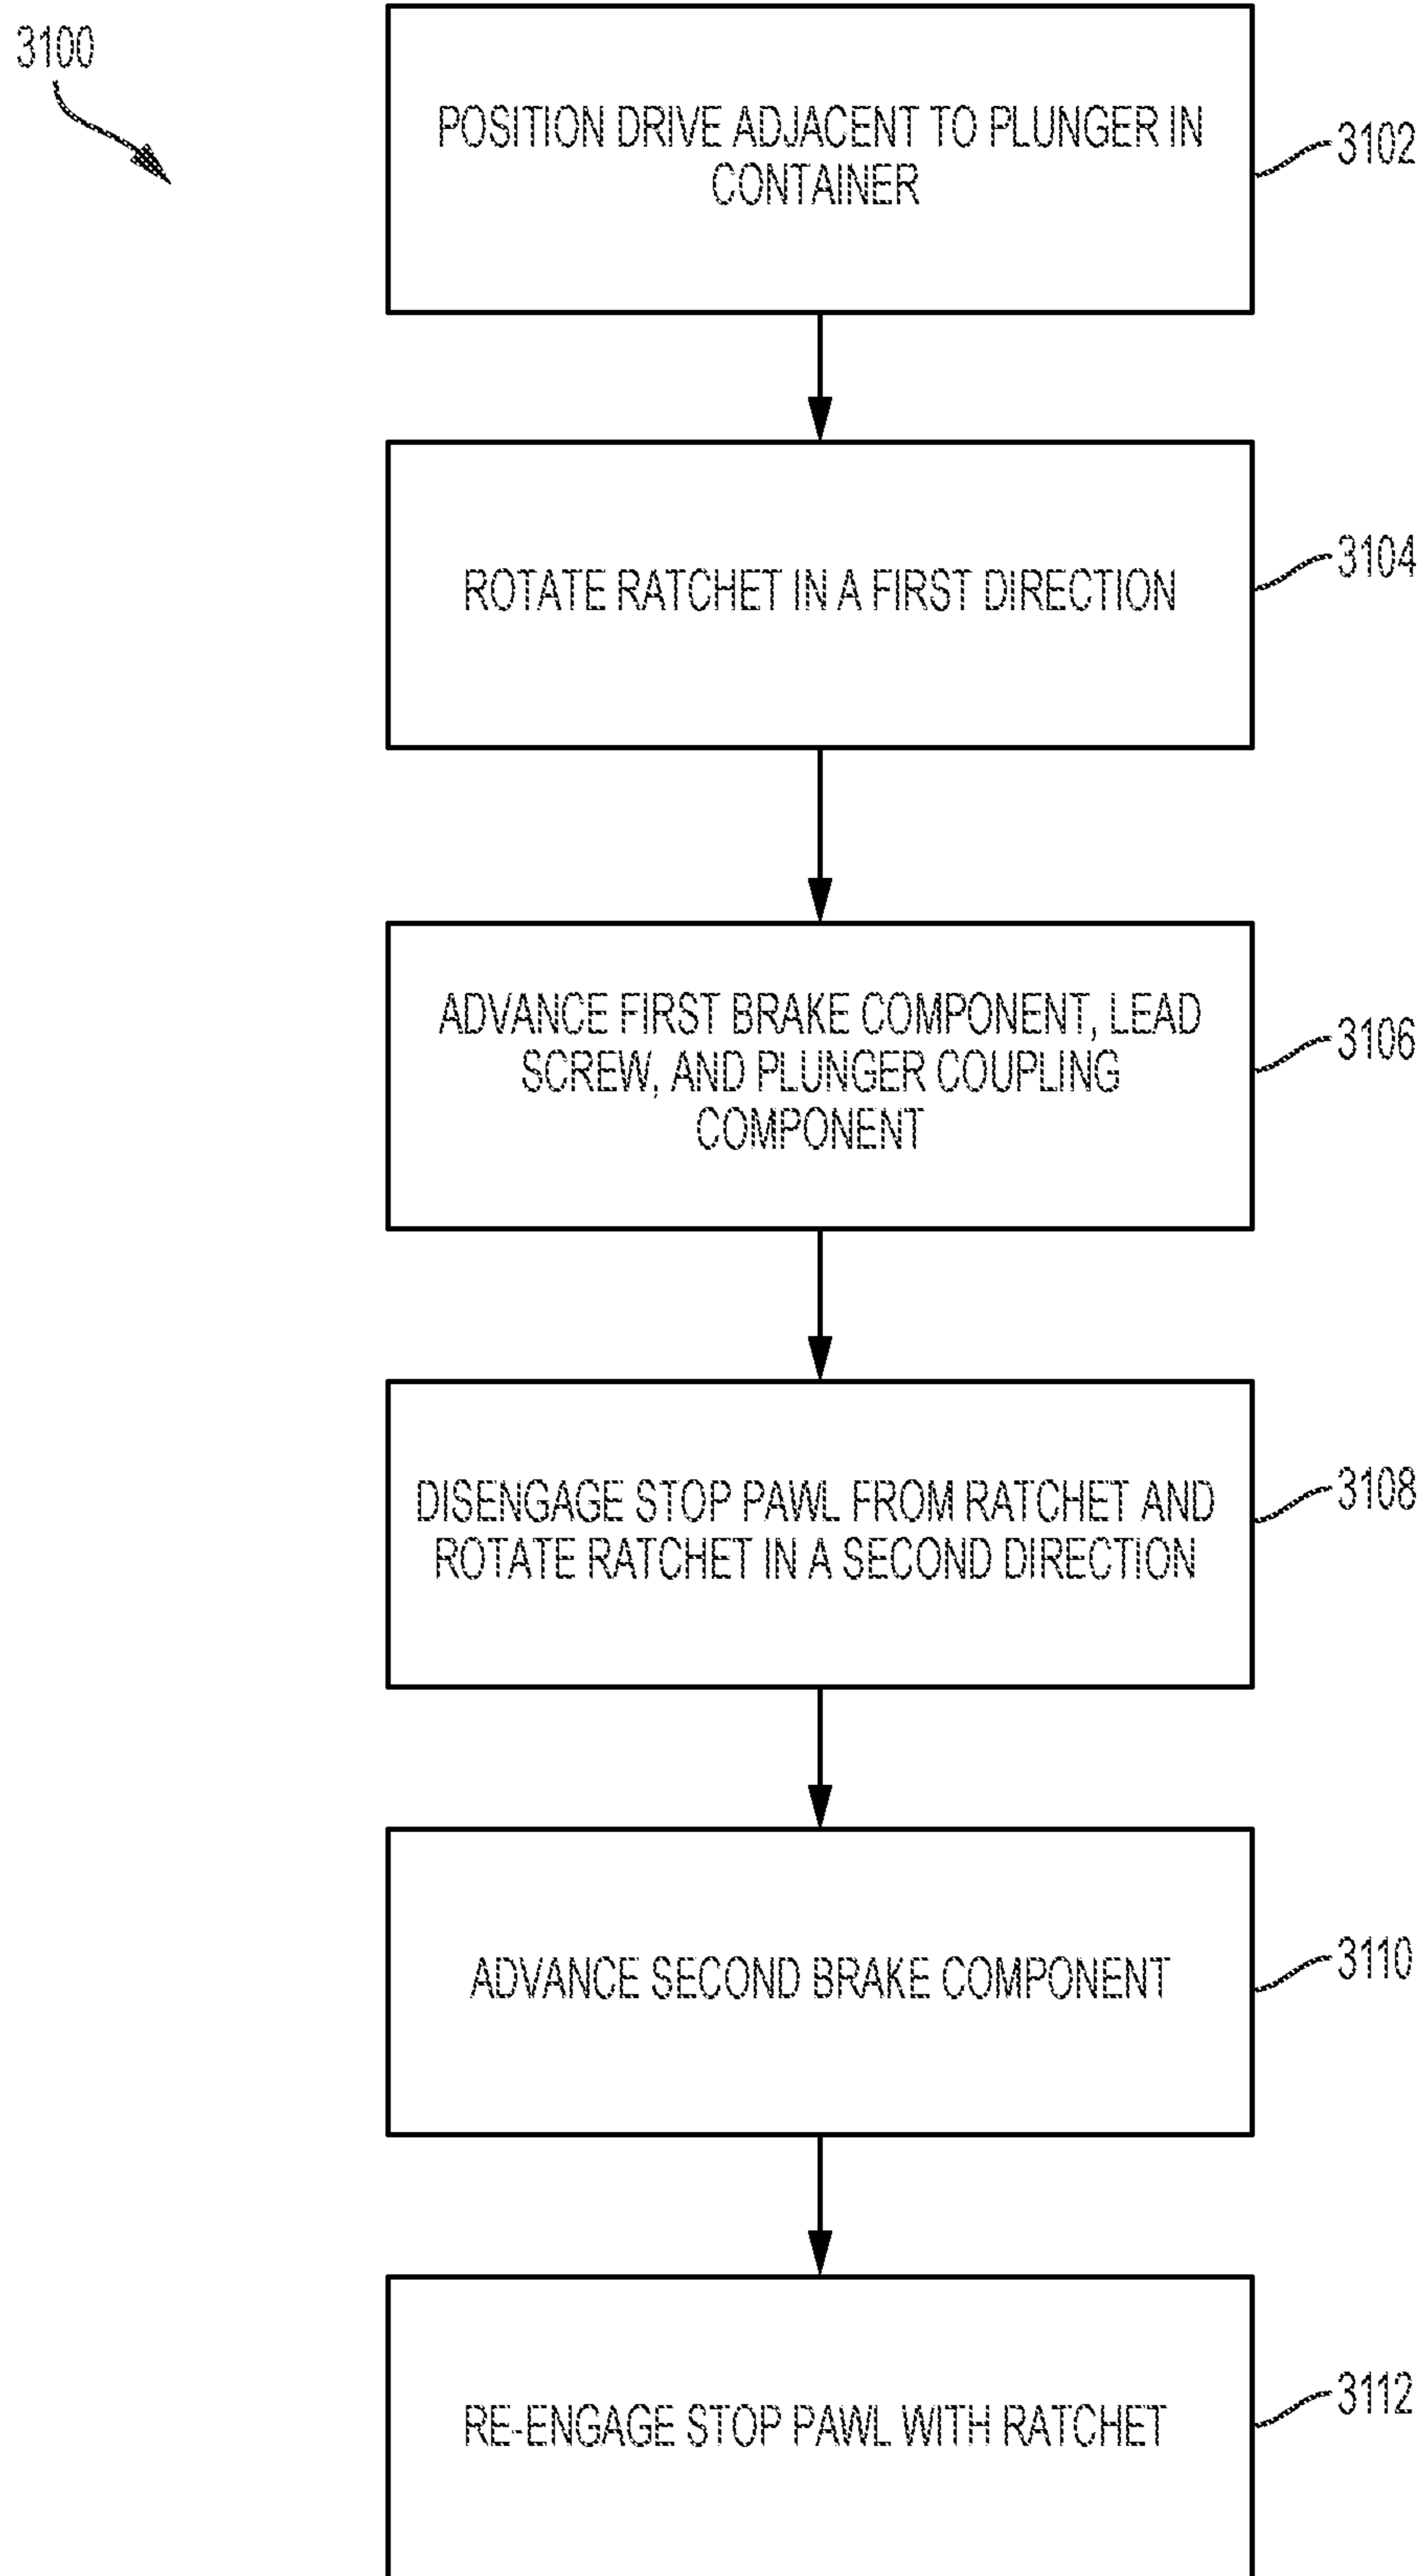 3100
POSITION DRIVE ADJACENT TO PLUNGER IN
CONTAINER
3102
ROTATE RATCHET IN A FIRST DIRECTION
3104
ADVANCE FIRST BRAKE COMPONENT, LEAD
SCREW, AND PLUNGER COUPLING
COMPONENT
3106
DISENGAGE STOP PAWL FROM RATCHET AND
ROTATE RATCHET IN A SECOND DIRECTION
3108
ADVANCE SECOND BRAKE COMPONENT
3110
RE-ENGAGE STOP PAWL WITH RATCHET
3112